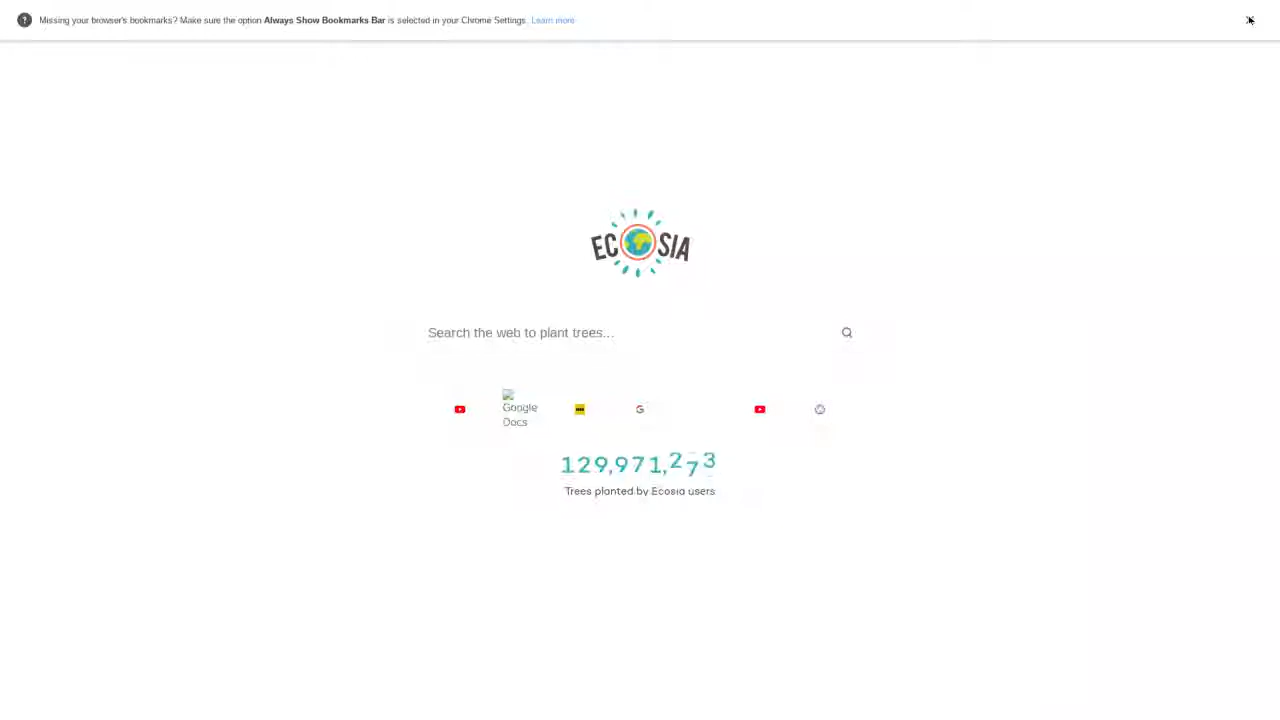 Missing your browser's bookmarks? Make sure the option Always Show Bookmarks Bar is selected in your Chrome Settings. Learn more
ECOSIA
Search the web to plant trees...
Google
Docs
129,971,273
Trees planted by Ecosia users